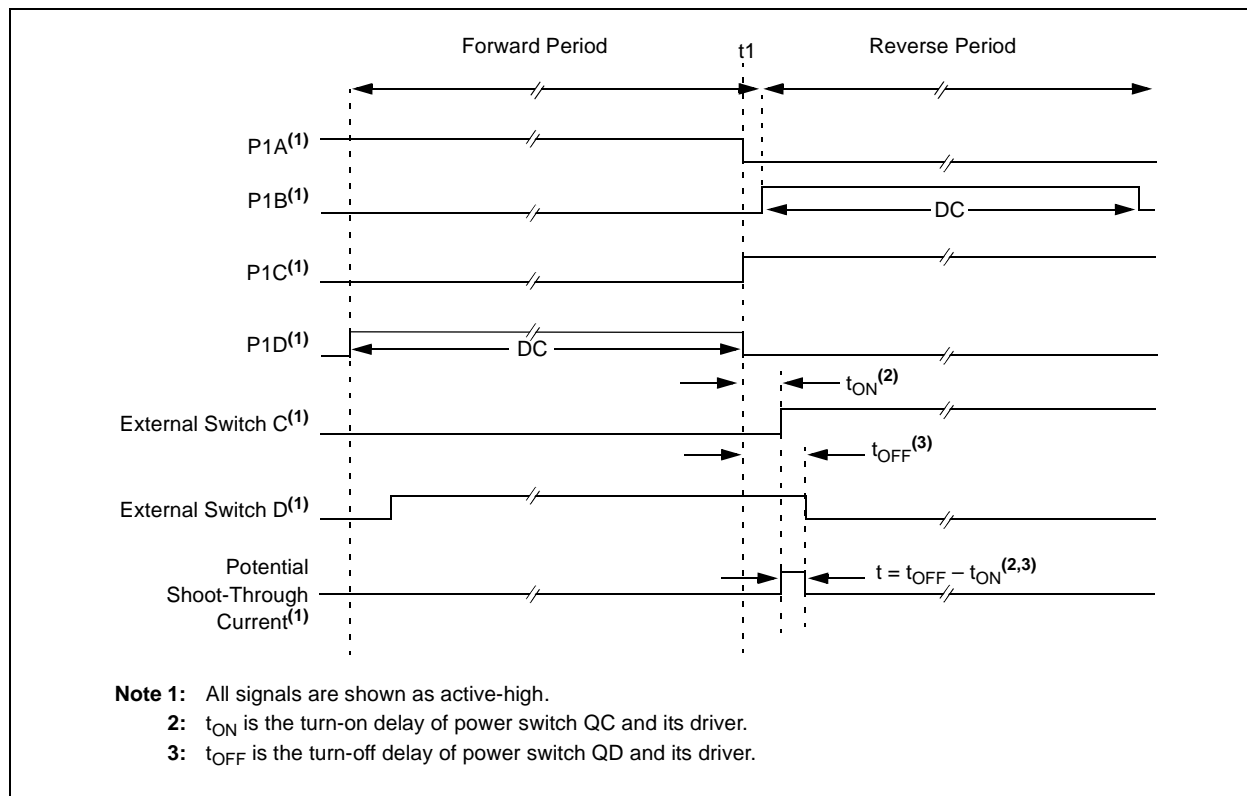 Forward Period
t1
Reverse Period
P1A(1)
P1B(1)
DC
P1C(1)
P1D(1)
DC
tON(2)
External Switch C(1)
tOFF(3)
External Switch D(1)
Potential
Shoot-Through
Current(1)
t = tOFF – tON(2,3)
Note 1: All signals are shown as active-high.
2: tON is the turn-on delay of power switch QC and its driver.
3: tOFF is the turn-off delay of power switch QD and its driver.